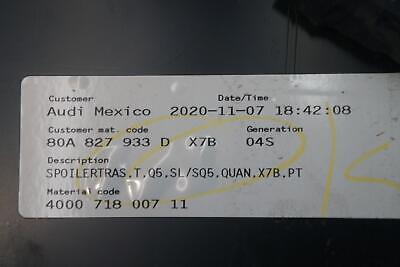 Customer Date/Time
Audi Mexico 2020-11-07 18:42:08
Customer mat. code Generation
80A 827 933 D X7B 04S
Description
SPOILERTRAS,T,Q5,SL/SQ5,QUAN,X7B,PT
Material code
4000 718 007 11